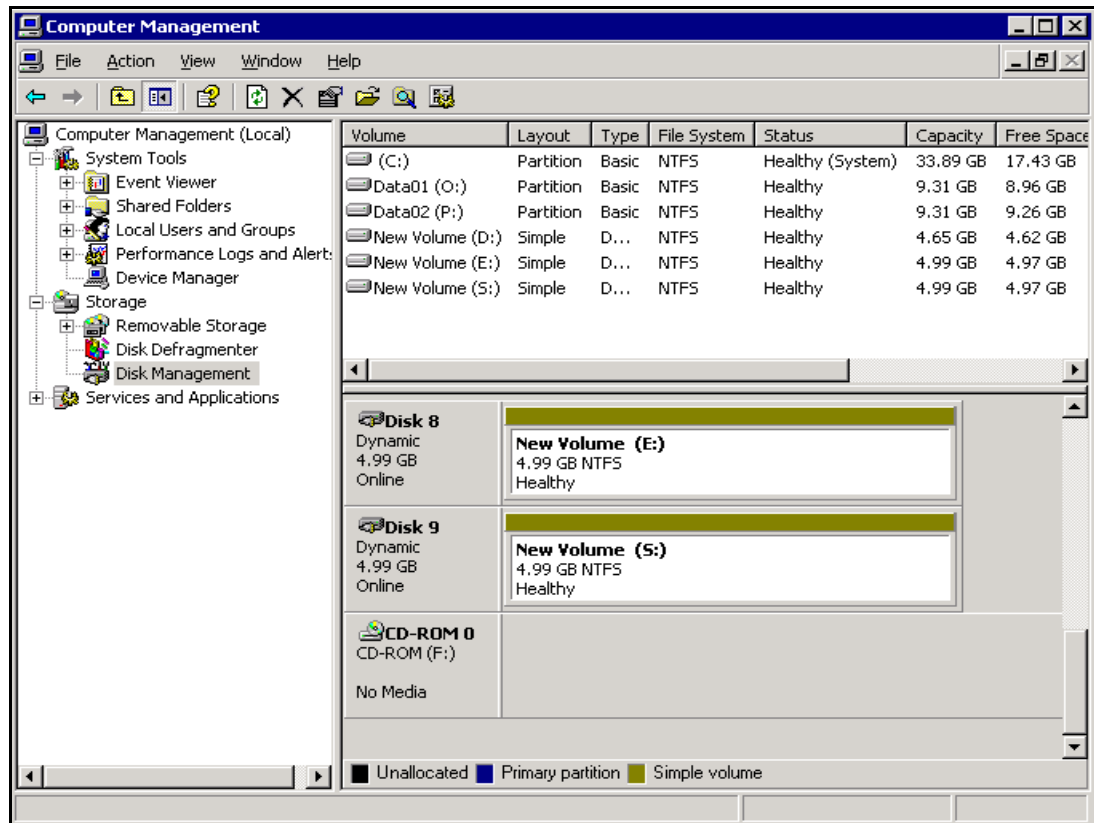 Computer Management
File Action View Window Help
Computer Management (Local)
System Tools
Event Viewer
Shared Folders
Local Users and Groups
Performance Logs and Alert
Device Manager
Storage
Removable Storage
Disk Defragmenter
Disk Management
Services and Applications
Volume Layout Type File System Status Capacity Free Space
(C:) Partition Basic NTFS Healthy (System) 33.89 GB 17.43 GB
Data01 (O:) Partition Basic NTFS Healthy 9.31 GB 8.96 GB
Data02 (P:) Partition Basic NTFS Healthy 9.31 GB 9.26 GB
New Volume (D:) Simple D... NTFS Healthy 4.65 GB 4.62 GB
New Volume (E:) Simple D... NTFS Healthy 4.99 GB 4.97 GB
New Volume (S:) Simple D... NTFS Healthy 4.99 GB 4.97 GB
Disk 8
Dynamic
4.99 GB
Online
New Volume (E:)
4.99 GB NTFS
Healthy
Disk 9
Dynamic
4.99 GB
Online
New Volume (S:)
4.99 GB NTFS
Healthy
CD-ROM 0
CD-ROM (F:)
No Media
Unallocated Primary partition Simple volume